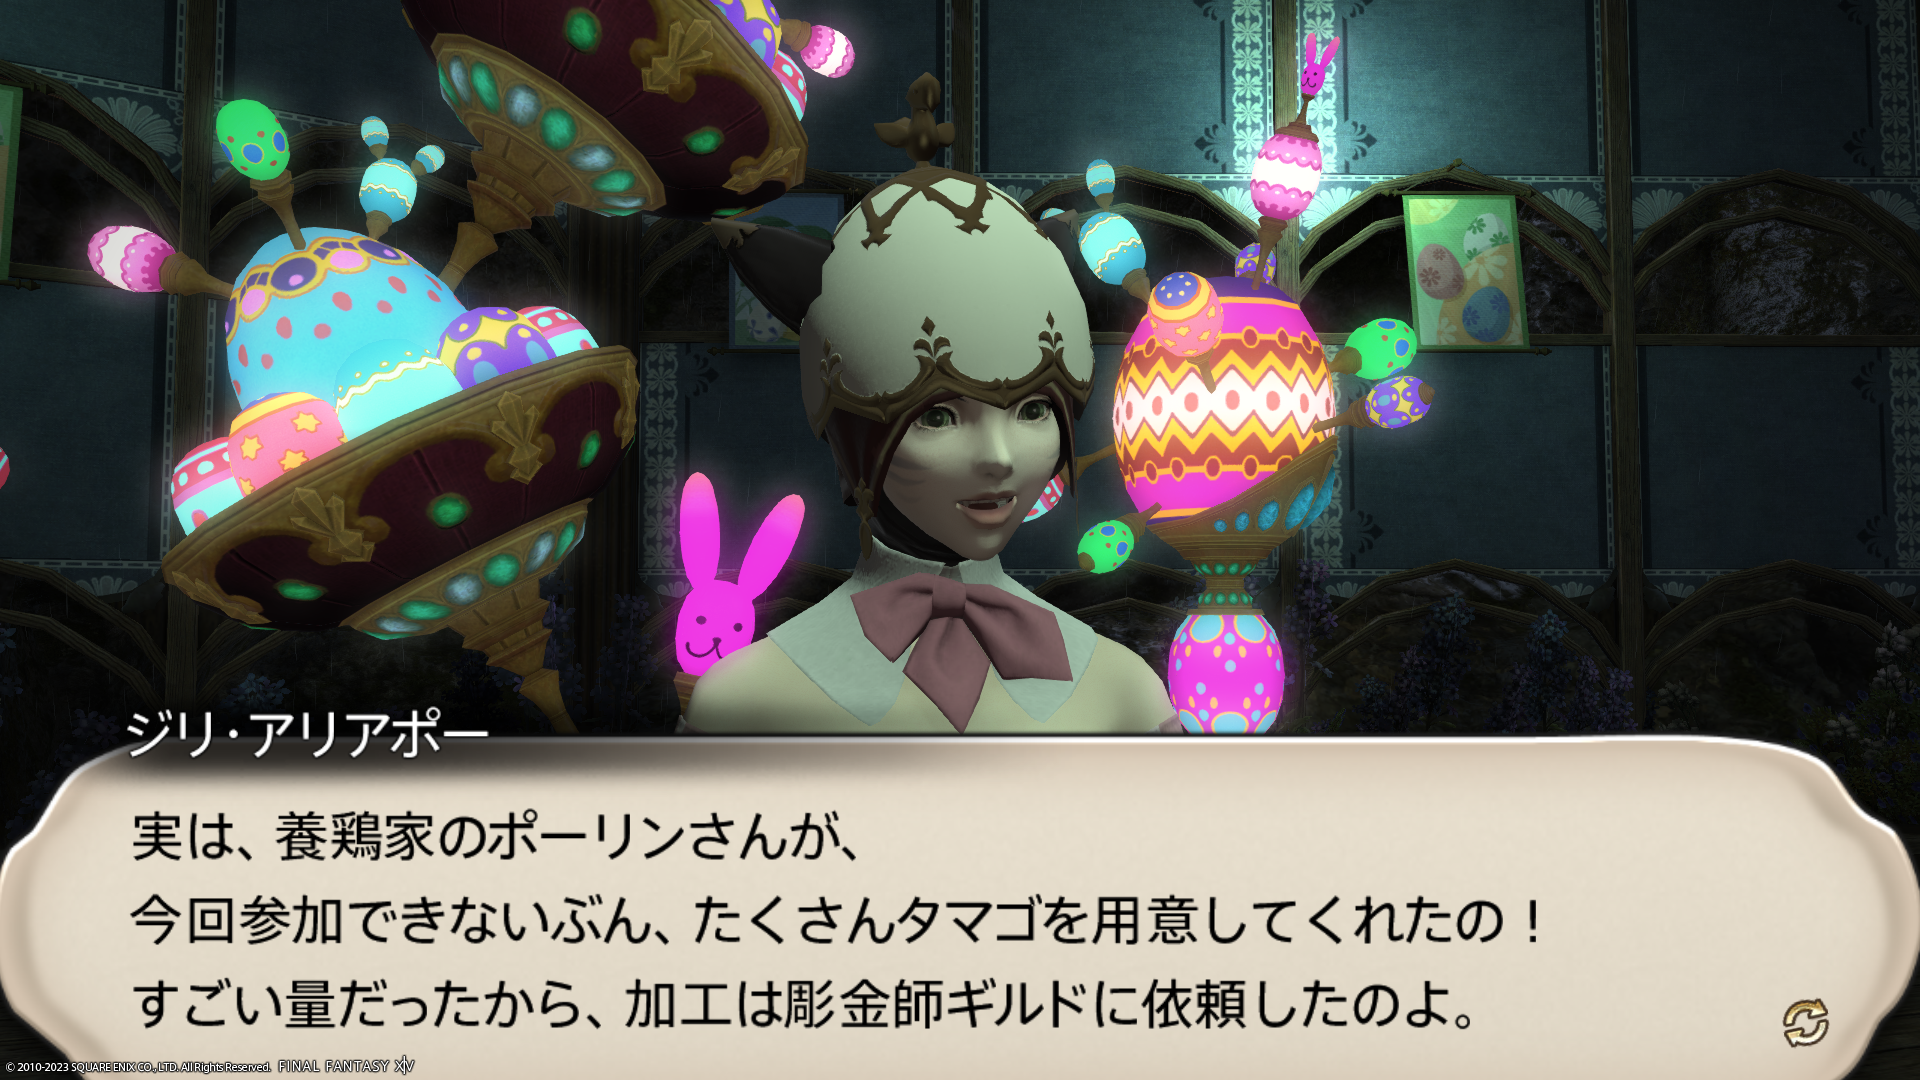 ジリ・アリアポー
実は、養鶏家のポーリンさんが、
今回参加できないぶん、たくさんタマゴを用意してくれたの！
すごい量だったから、加工は彫金師ギルドに依頼したのよ。
© 2010-2023 SQUARE ENIX CO., LTD. All Rights Reserved. FINAL FANTASY XIV